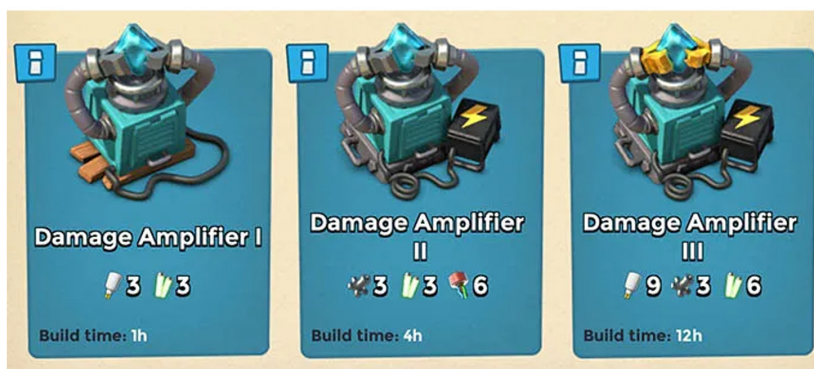 Damage Amplifier I
3 3
Build time: 1h
Damage Amplifier
II
3 3 6
Build time: 4h
Damage Amplifier
III
9 3 6
Build time: 12h